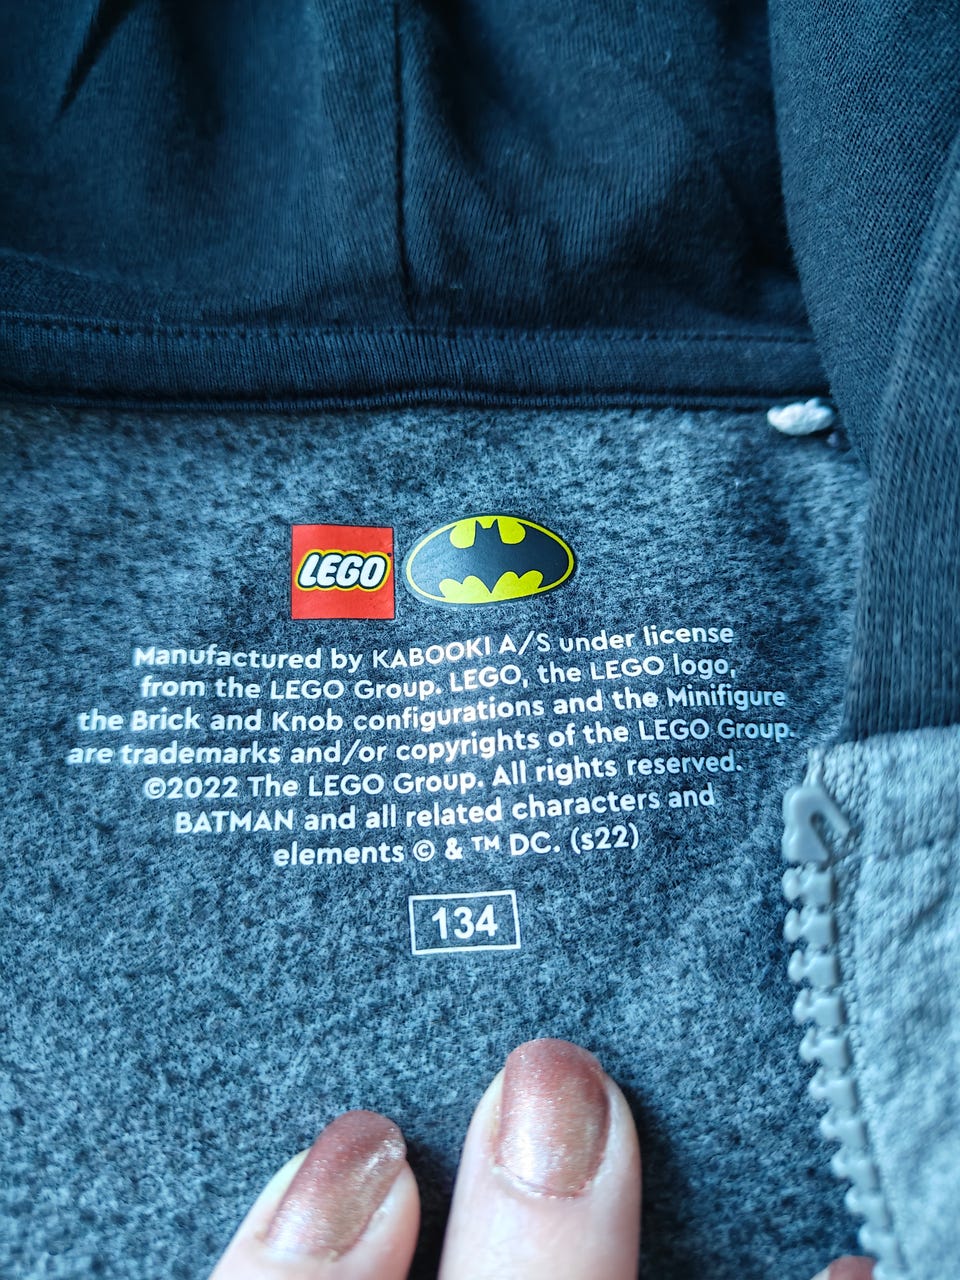 LEGO
Manufactured by KABOOKI A/S under license
from the LEGO Group. LEGO, the LEGO logo,
the Brick and Knob configurations and the Minifigure
are trademarks and/or copyrights of the LEGO Group.
©2022 The LEGO Group. All rights reserved.
BATMAN and all related characters and
elements © & ™ DC. (s22)
134